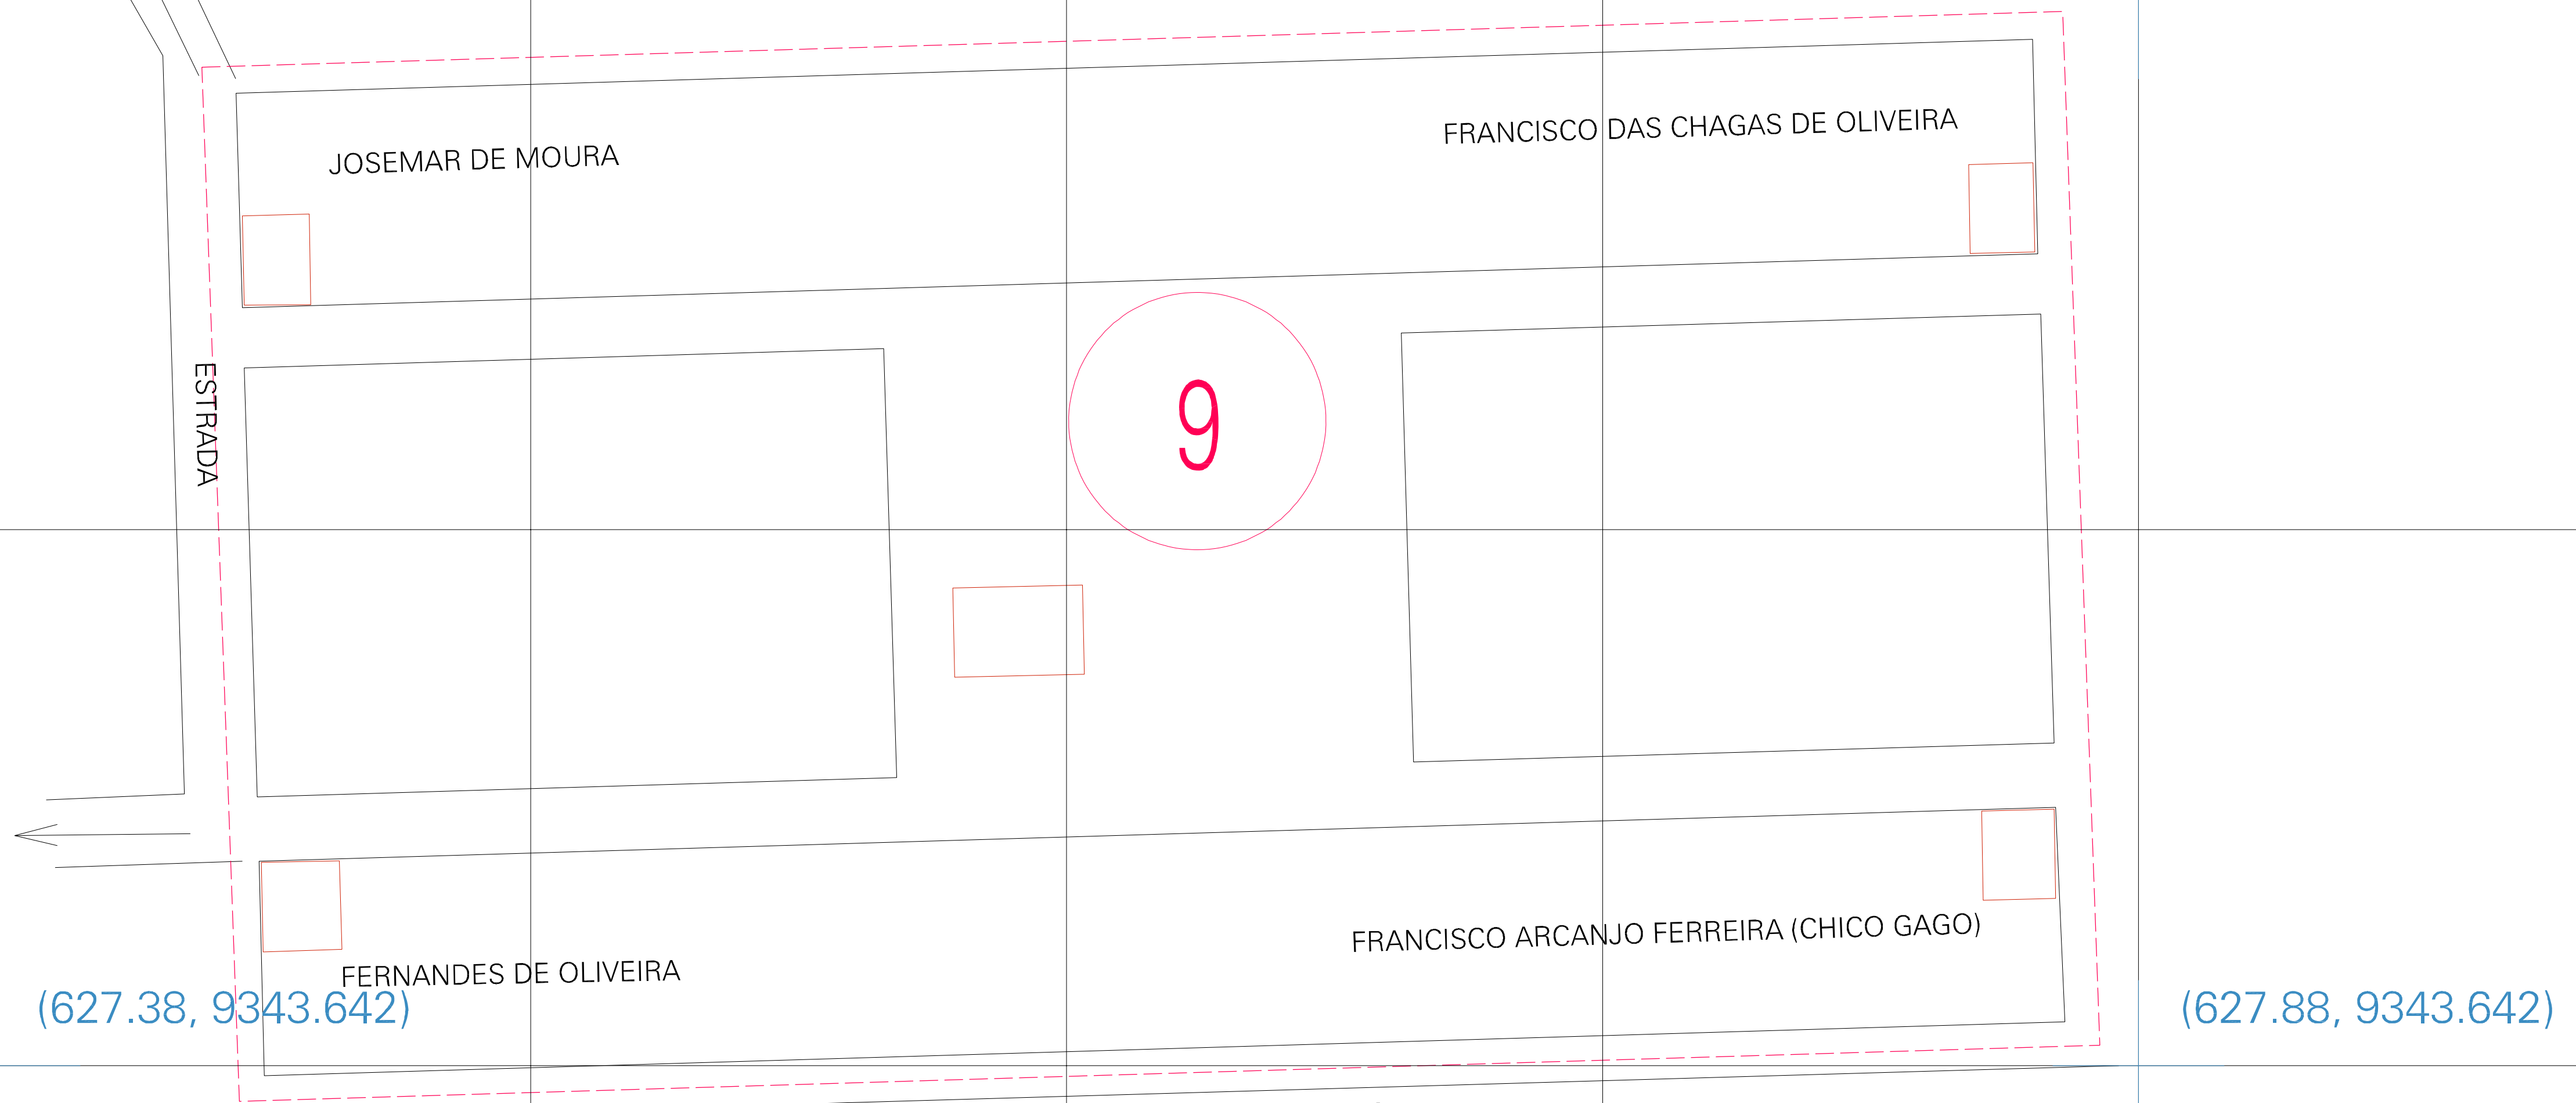 FRANCISCO DAS CHAGAS DE OLIVEIRA
JOSEMAR DE MOURA
ESTRADA
9
FRANCISCO ARCANJO FERREIRA (CHICO GAGO)
FERNANDES DE OLIVEIRA
(627.38, 9343.642)
(627.88, 9343.642)